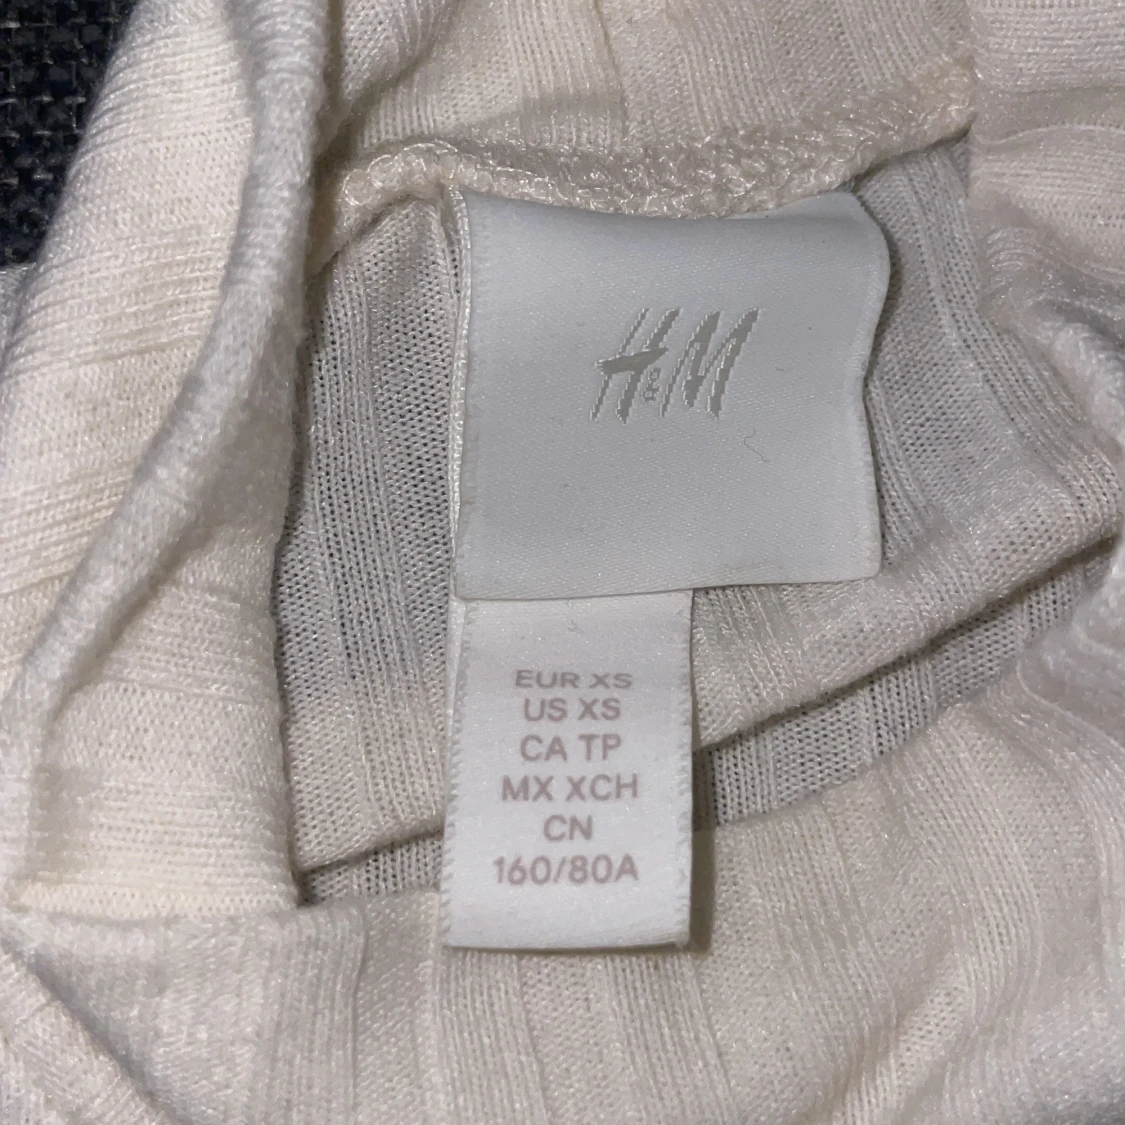 H&M
EUR XS
US XS
CA TP
MX XCH
CN
160/80A